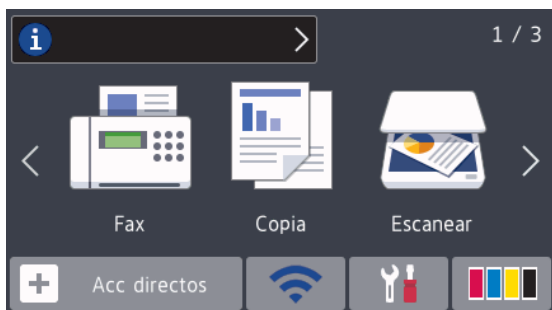 i
1 / 3
Fax
Copia
Escanear
Acc directos